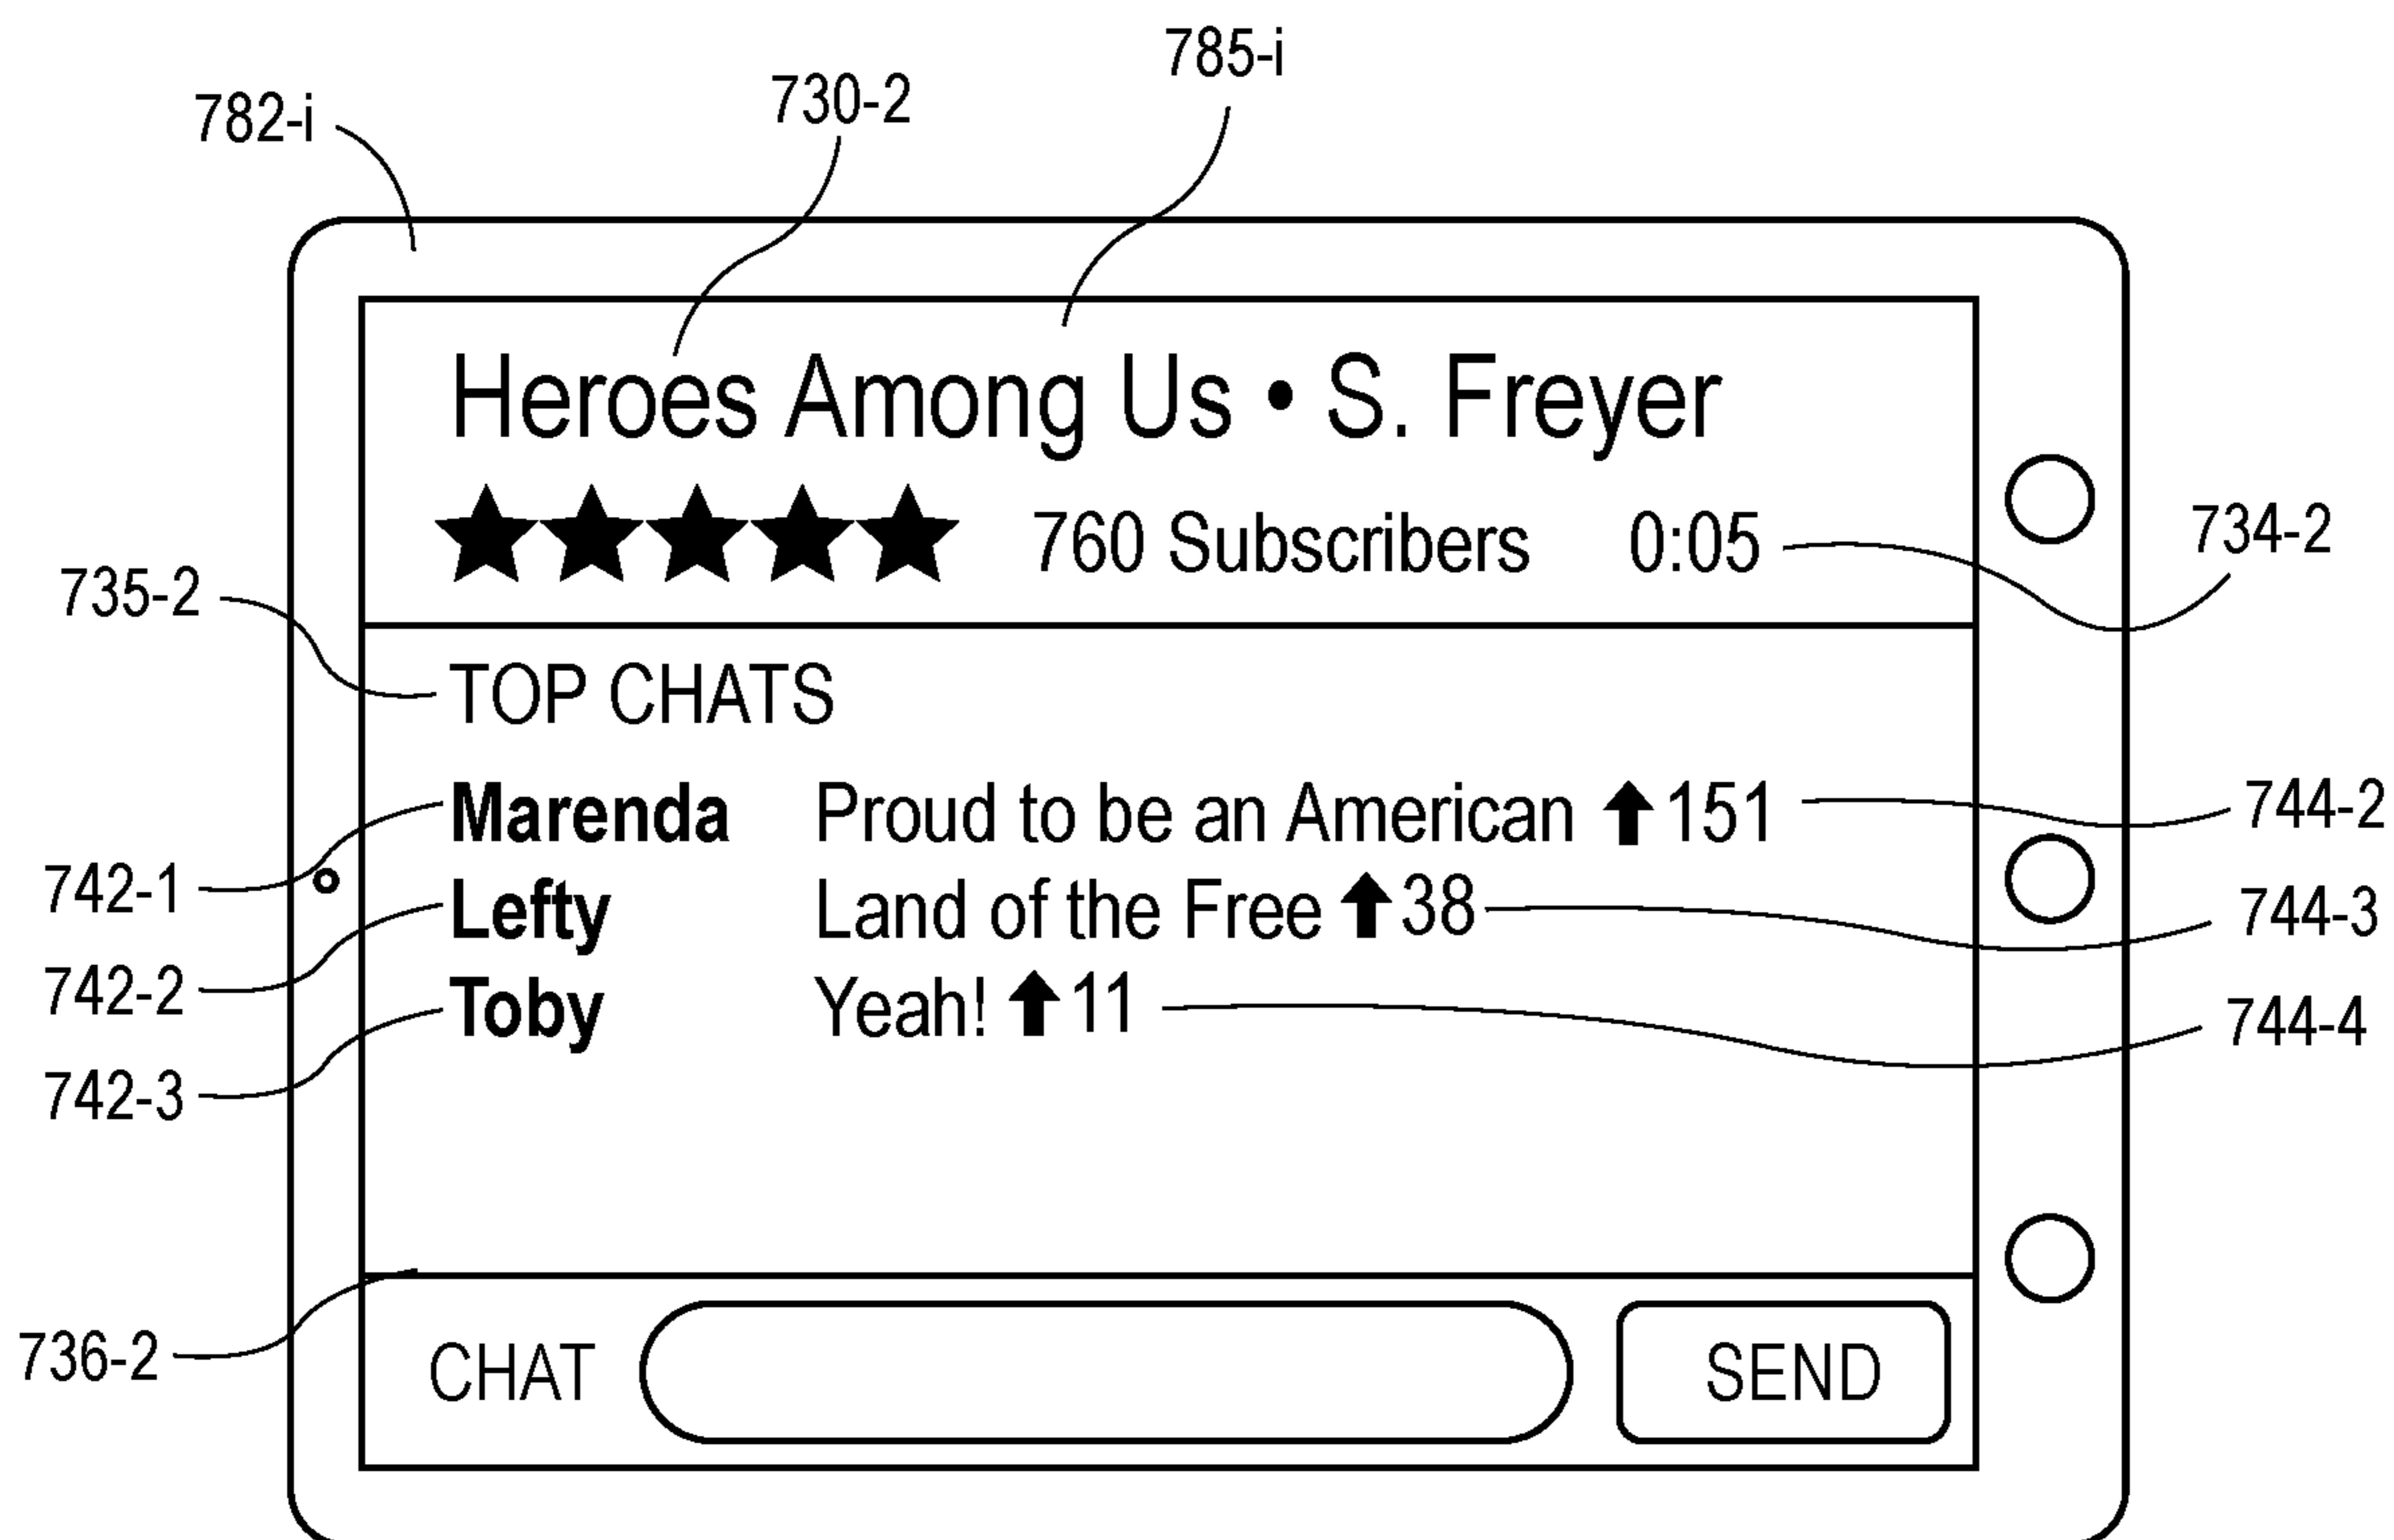 785-i
730-2
782-i
Heroes Among Us • S. Freyer
★★★★★ 760 Subscribers 0:05
734-2
735-2
TOP CHATS
Marenda Proud to be an American ⬆151
744-2
742-1
Lefty Land of the Free ⬆38
744-3
742-2
Toby Yeah! ⬆11
744-4
742-3
736-2
CHAT SEND